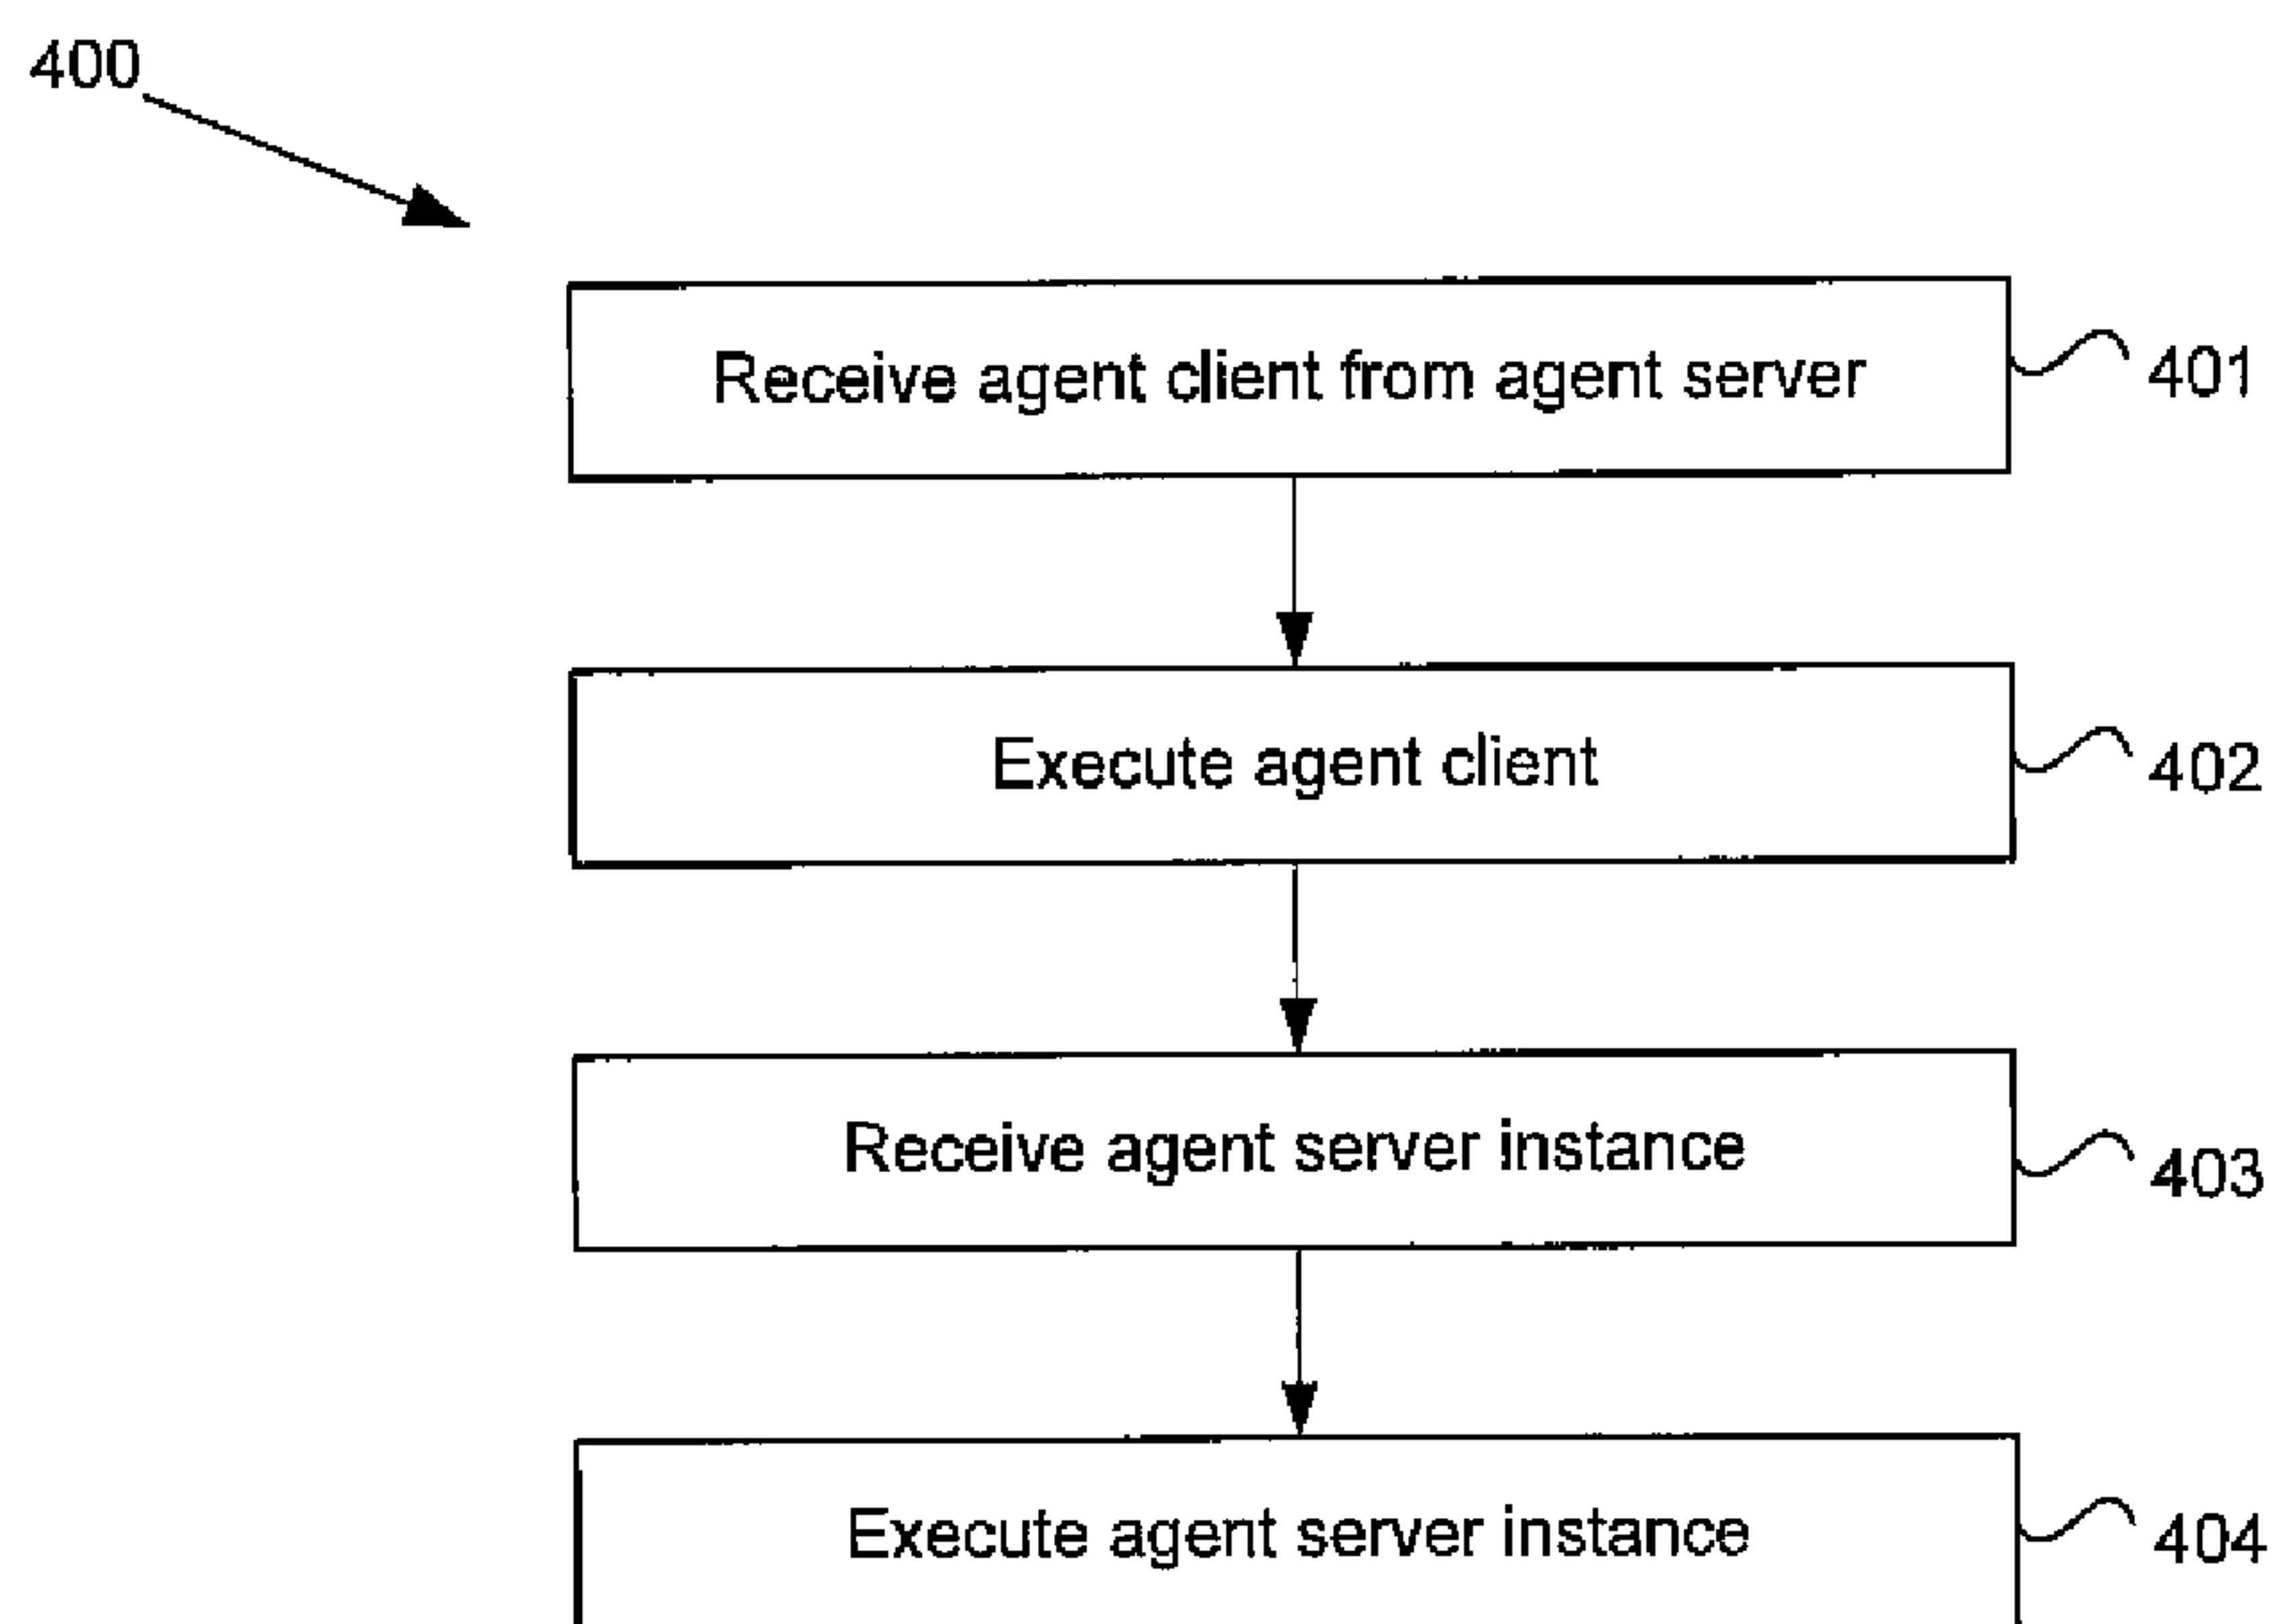 400
Receive agent client from agent server
401
Execute agent client
402
Receive agent server instance
403
Execute agent server instance
404